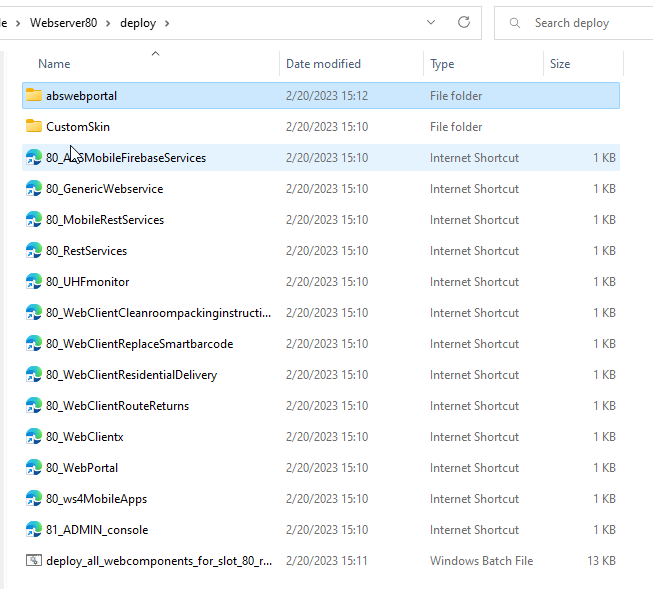 le > Webserver80 > deploy >
Search deploy
Name Date modified Type Size
abswebportal 2/20/2023 15:12 File folder
CustomSkin 2/20/2023 15:10 File folder
MobileFirebaseServices 2/20/2023 15:10 Internet Shortcut 1 KB
80_GenericWebservice 2/20/2023 15:10 Internet Shortcut 1 KB
80_MobileRestServices 2/20/2023 15:10 Internet Shortcut 1 KB
80_RestServices 2/20/2023 15:10 Internet Shortcut 1 KB
80_UHFmonitor 2/20/2023 15:10 Internet Shortcut 1 KB
80_WebClientCleanroompackinginstructi... 2/20/2023 15:10 Internet Shortcut 1 KB
80_WebClientReplaceSmartbarcode 2/20/2023 15:10 Internet Shortcut 1 KB
80_WebClientResidentialDelivery 2/20/2023 15:10 Internet Shortcut 1 KB
80_WebClientRouteReturns 2/20/2023 15:10 Internet Shortcut 1 KB
80_WebClientx 2/20/2023 15:10 Internet Shortcut 1 KB
80_WebPortal 2/20/2023 15:10 Internet Shortcut 1 KB
80_ws4MobileApps 2/20/2023 15:10 Internet Shortcut 1 KB
81_ADMIN_console 2/20/2023 15:10 Internet Shortcut 1 KB
deploy_all_webcomponents_for_slot_80_r... 2/20/2023 15:11 Windows Batch File 13 KB